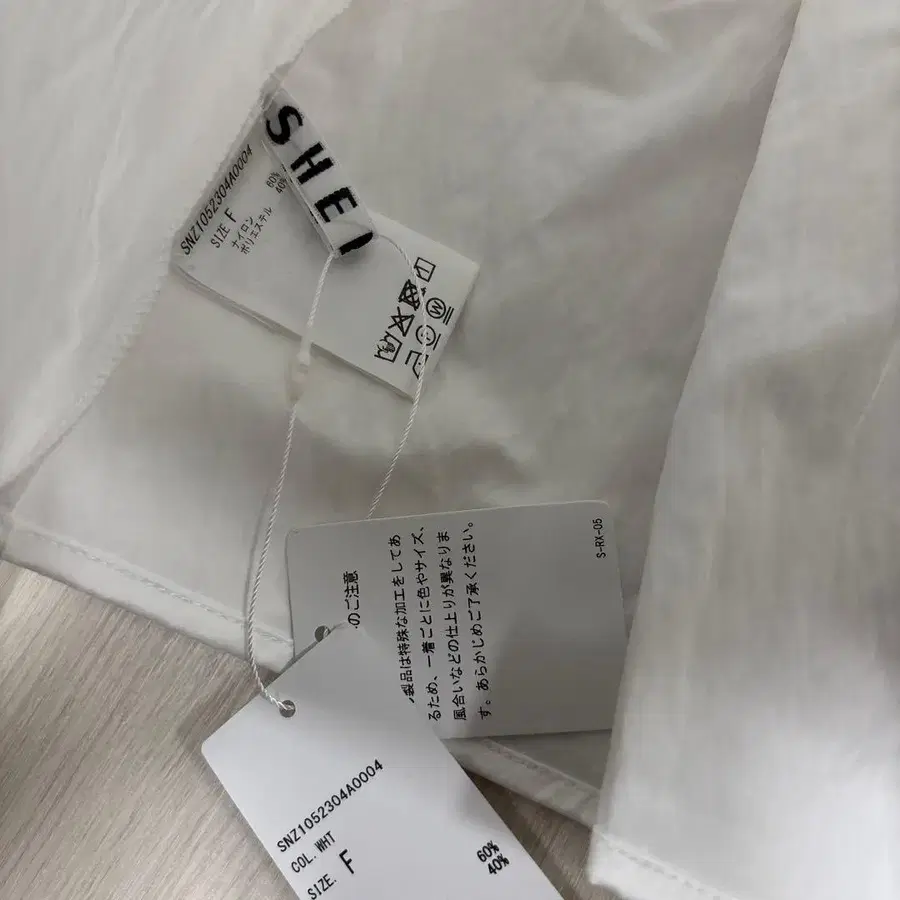 SHE
SNZ1052304A0004
SIZE F
ナイロン 60%
ポリエステル 40%
W
S-RX-05
のご注意
製品は特殊な加工をしてあ
るため、一着ごとに色やサイズ、
風合いなどの仕上りが異なりま
す。あらかじめご了承ください。
SNZ1052304A0004
COL. WHT
SIZE. F
60%
40%